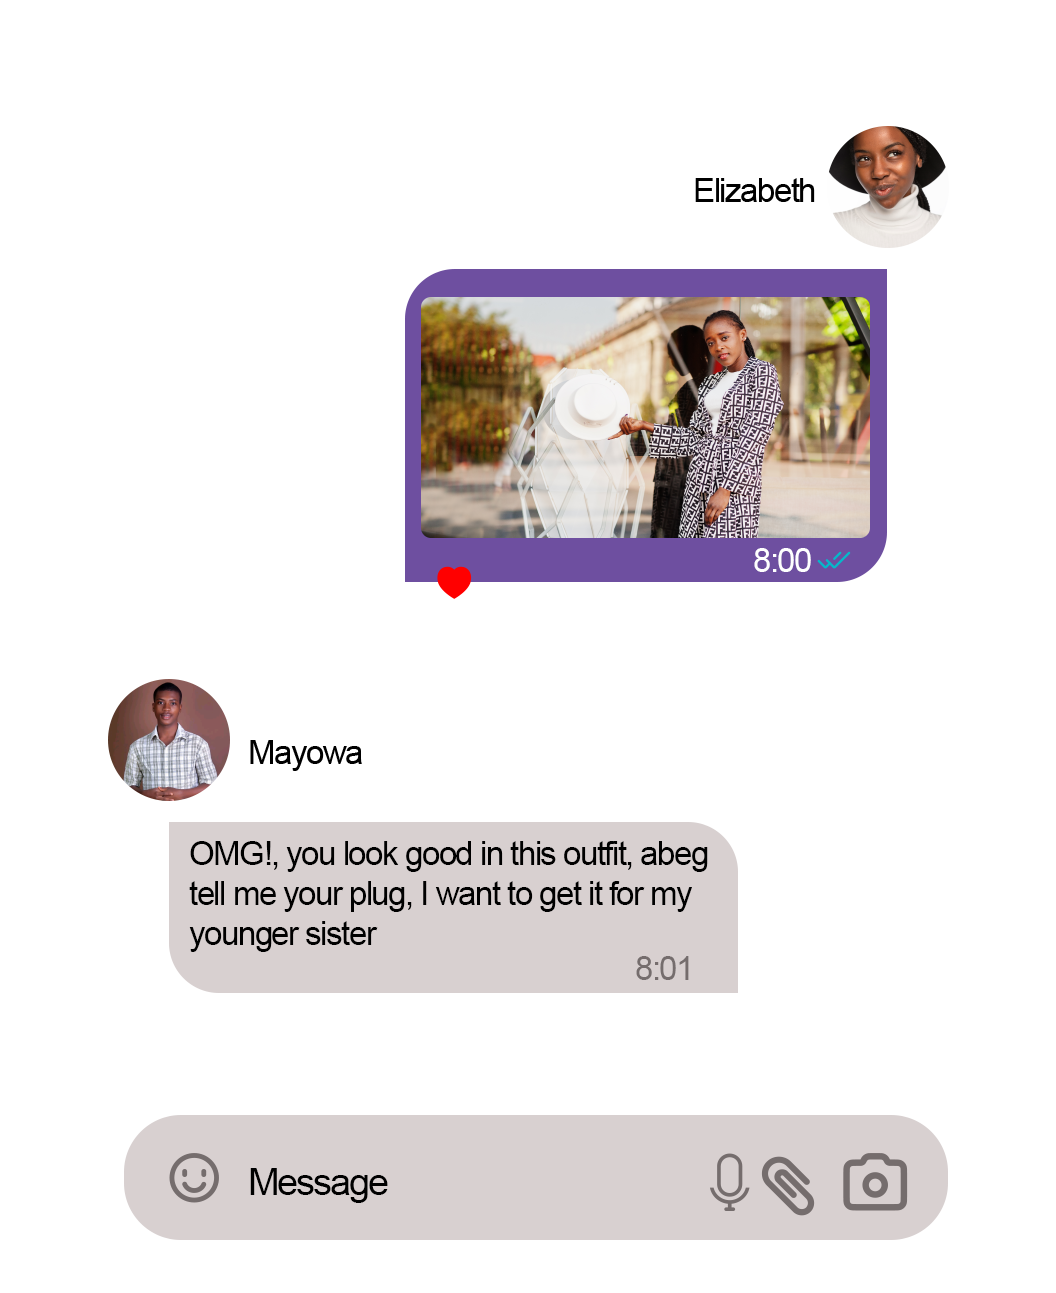 Elizabeth
8:00
Mayowa
OMG!, you look good in this outfit, abeg
tell me your plug, I want to get it for my
younger sister
8:01
Message